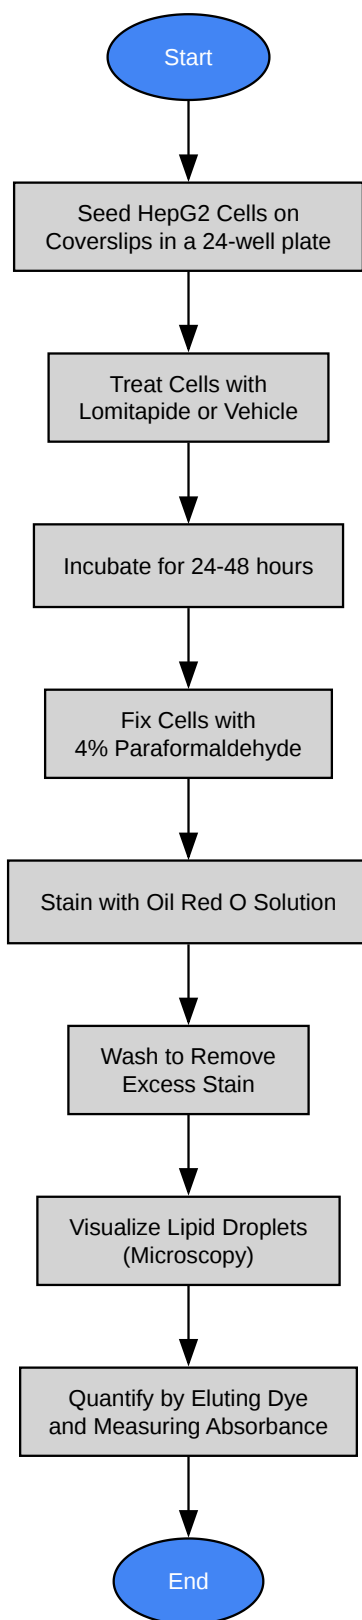 Start
Seed HepG2 Cells on
Coverslips in a 24-well plate
Treat Cells with
Lomitapide or Vehicle
Incubate for 24-48 hours
Fix Cells with
4% Paraformaldehyde
Stain with Oil Red O Solution
Wash to Remove
Excess Stain
Visualize Lipid Droplets
(Microscopy)
Quantify by Eluting Dye
and Measuring Absorbance
End